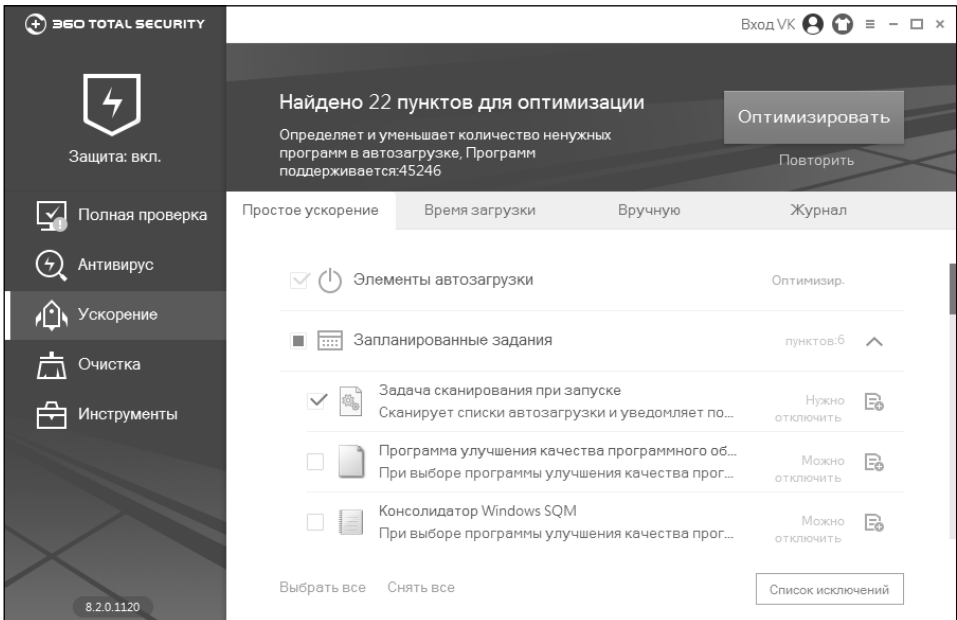 360 TOTAL SECURITY
Вход VK
Защита: вкл.
Найдено 22 пунктов для оптимизации
Определяет и уменьшает количество ненужных
программ в автозагрузке, Программ
поддерживается:45246
Оптимизировать
Повторить
Полная проверка
Антивирус
Ускорение
Очистка
Инструменты
8.2.0.1120
Простое ускорение
Время загрузки
Вручную
Журнал
Элементы автозагрузки
Оптимизир.
Запланированные задания
пунктов:6
Задача сканирования при запуске
Сканирует списки автозагрузки и уведомляет по...
Нужно
отключить
Программа улучшения качества программного об...
При выборе программы улучшения качества прог...
Можно
отключить
Консолидатор Windows SQM
При выборе программы улучшения качества прог...
Можно
отключить
Выбрать все
Снять все
Список исключений